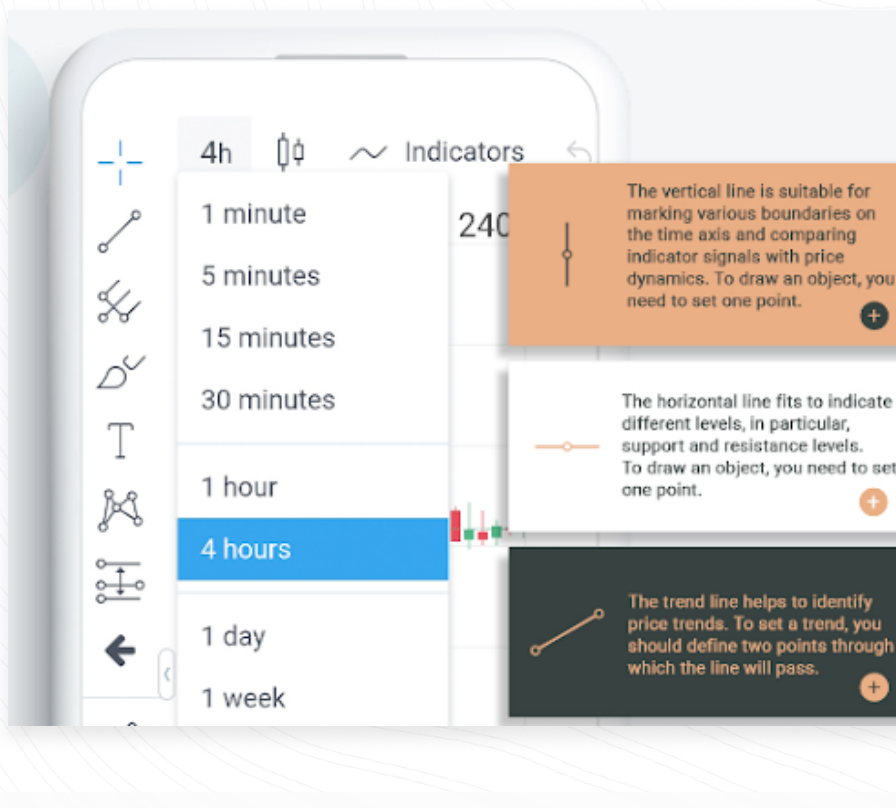 4h
Indicators
1 minute
5 minutes
15 minutes
30 minutes
1 hour
4 hours
1 day
1 week
240
The vertical line is suitable for
marking various boundaries on
the time axis and comparing
indicator signals with price
dynamics. To draw an object, you
need to set one point.
The horizontal line fits to indicate
different levels, in particular,
support and resistance levels.
To draw an object, you need to set
one point.
The trend line helps to identify
price trends. To set a trend, you
should define two points through
which the line will pass.